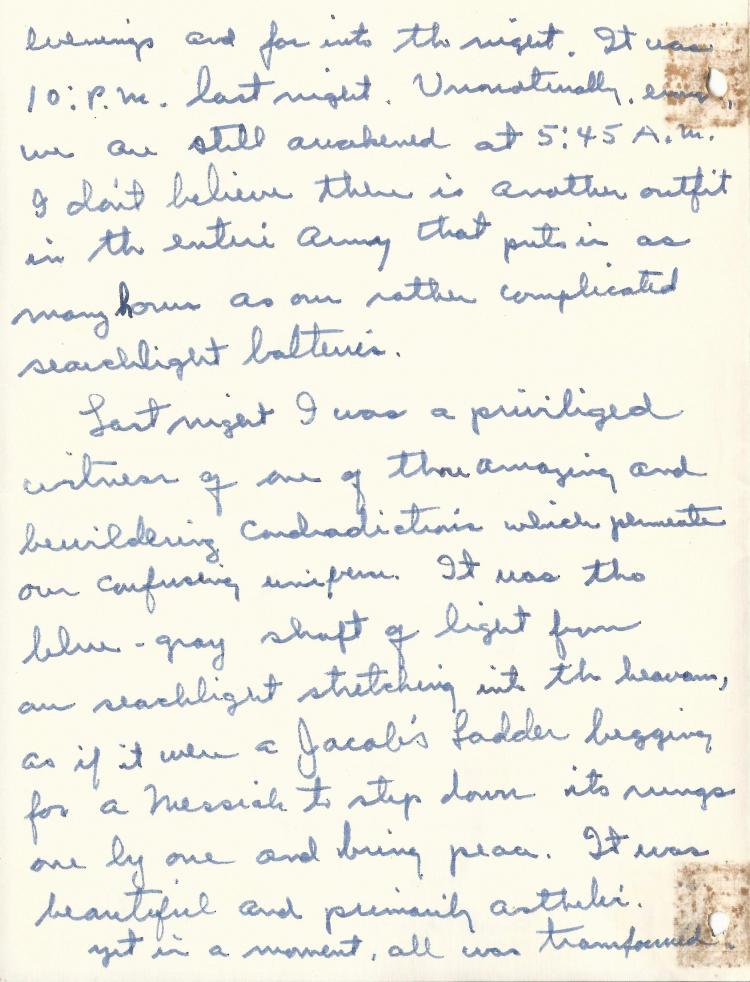 evenings and far into the night. It was
10: P.M. last night. Unnaturally, enough,
we are still awakened at 5:45 A.M.
I don't believe there is another outfit
in the entire Army that puts in as
many hours as our rather complicated
searchlight batteries.
Last night I was a priviliged
witness of one of those amazing and
bewildering contradictions which permeate
our confusing universe. It was the
blue-gray shaft of light from
our searchlight stretching into the heavens,
as if it were a Jacob's Ladder begging
for a Messiah to step down its rungs
one by one and bring peace. It was
beautiful and primarily asthetic.
yet in a moment, all was transformed.